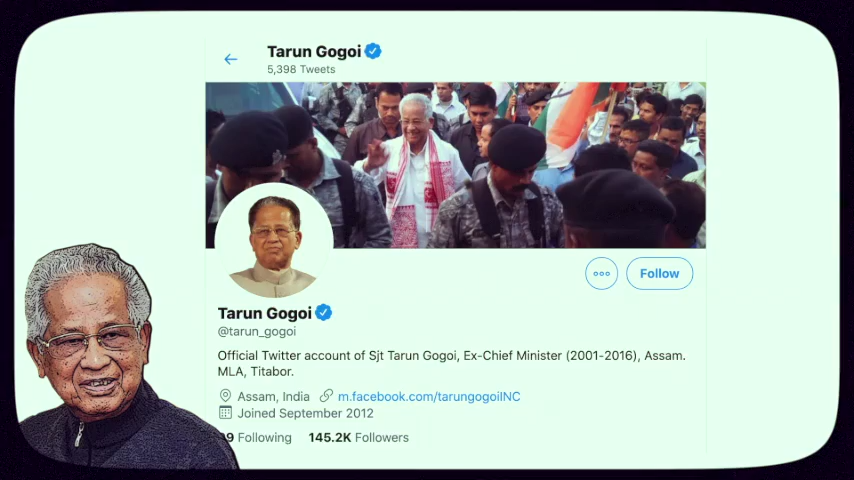 Tarun Gogoi
5,398 Tweets
Follow
Tarun Gogoi
@tarun_gogoi
Official Twitter account of Sjt Tarun Gogoi, Ex-Chief Minister (2001-2016), Assam.
MLA, Titabor.
Assam, India m.facebook.com/tarungogoiINC
Joined September 2012
Following 145.2K Followers